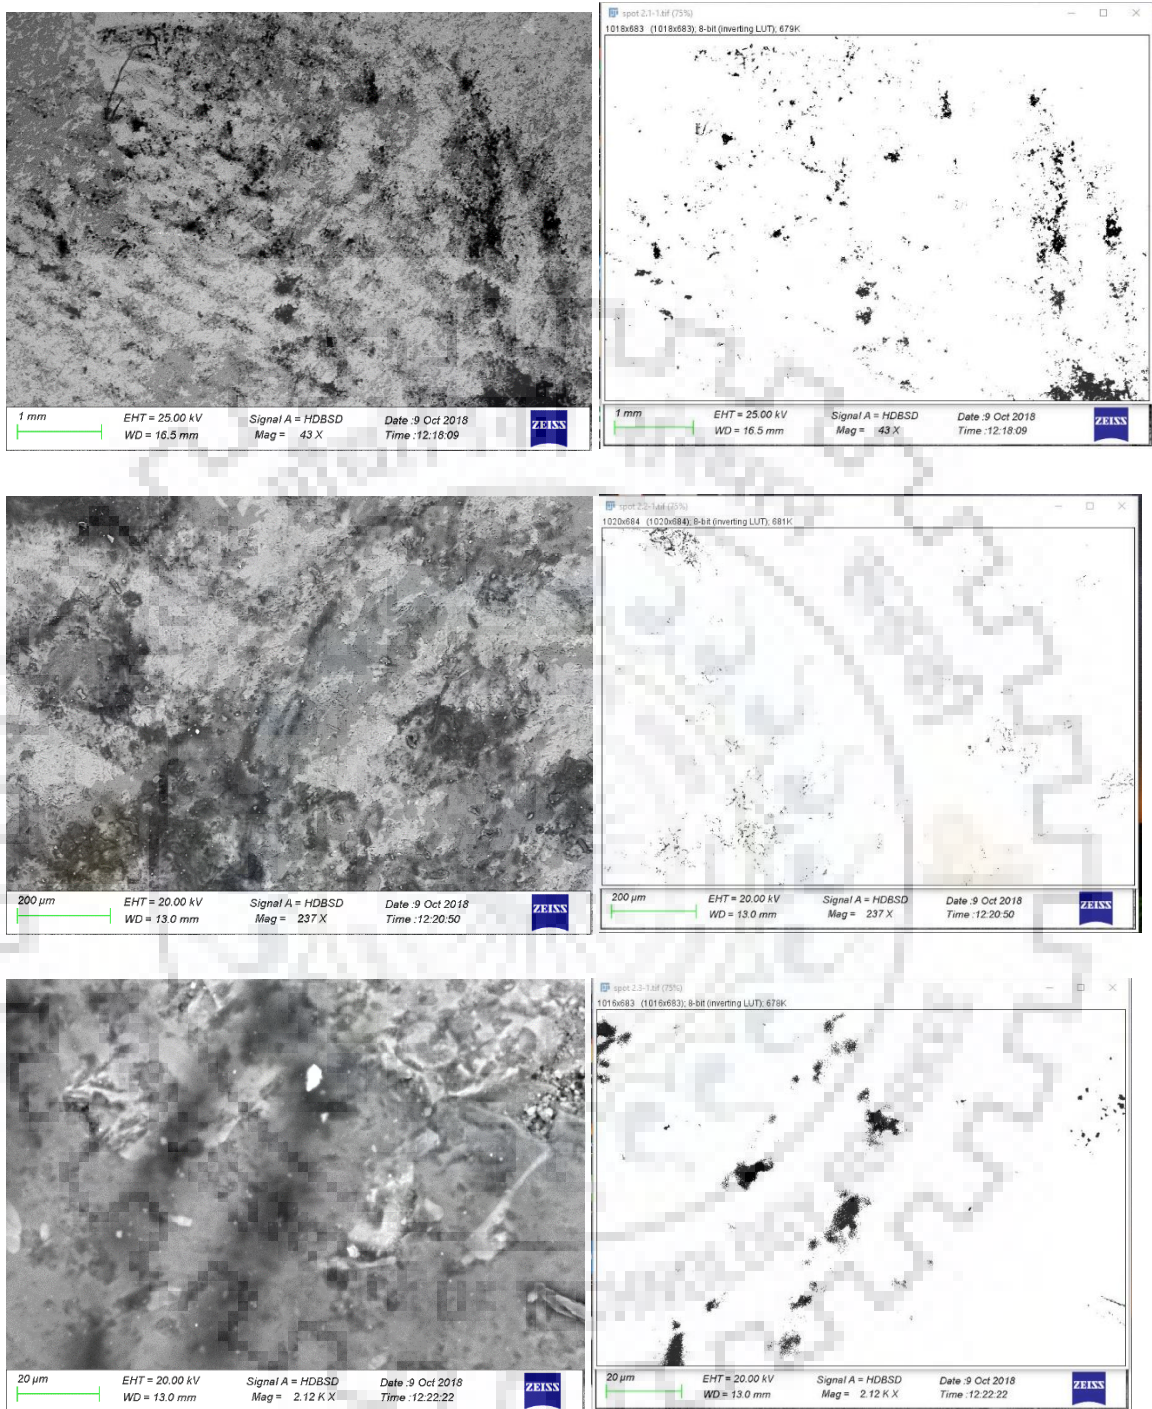 spot 2.1-1.tif (75%)
1018x683 (1018x683); 8-bit (inverting LUT); 679K
1 mm EHT = 25.00 kV Signal A = HDBSD Date :9 Oct 2018
WD = 16.5 mm Mag = 43 X Time :12:18:09
ZEISS
1 mm EHT = 25.00 kV Signal A = HDBSD Date :9 Oct 2018
WD = 16.5 mm Mag = 43 X Time :12:18:09
ZEISS
spot 2.2-1.tif (75%)
1020x684 (1020x684); 8-bit (inverting LUT); 681K
200 µm EHT = 20.00 kV Signal A = HDBSD Date :9 Oct 2018
WD = 13.0 mm Mag = 237 X Time :12:20:50
ZEISS
200 µm EHT = 20.00 kV Signal A = HDBSD Date :9 Oct 2018
WD = 13.0 mm Mag = 237 X Time :12:20:50
ZEISS
spot 2.3-1.tif (75%)
1016x683 (1016x683); 8-bit (inverting LUT); 678K
20 µm EHT = 20.00 kV Signal A = HDBSD Date :9 Oct 2018
WD = 13.0 mm Mag = 2.12 K X Time :12:22:22
ZEISS
20 µm EHT = 20.00 kV Signal A = HDBSD Date :9 Oct 2018
WD = 13.0 mm Mag = 2.12 K X Time :12:22:22
ZEISS